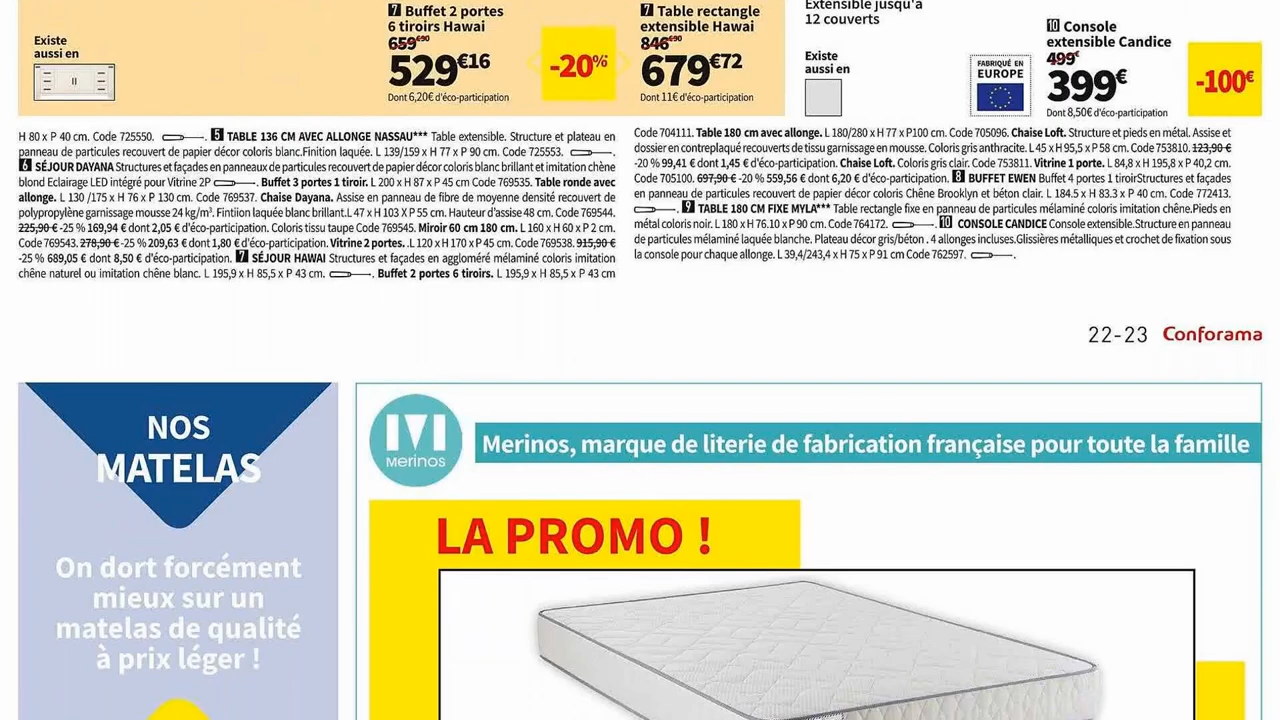 Existe
aussi en
7 Buffet 2 portes
6 tiroirs Hawai
659€90
529€16
Dont 6,20€ d'éco-participation
-20%
7 Table rectangle
extensible Hawai
846€90
679€72
Dont 11€ d'éco-participation
Extensible jusqu'à
12 couverts
Existe
aussi en
FABRIQUÉ EN
EUROPE
10 Console
extensible Candice
499€
399€
Dont 8,50€ d'éco-participation
-100€
H 80 x P 40 cm. Code 725550. 5 TABLE 136 CM AVEC ALLONGE NASSAU*** Table extensible. Structure et plateau en
panneau de particules recouvert de papier décor coloris blanc.Finition laquée. L 139/159 x H 77 x P 90 cm. Code 725553.
6 SÉJOUR DAYANA Structures et façades en panneaux de particules recouvert de papier décor coloris blanc brillant et imitation chêne
blond Eclairage LED intégré pour Vitrine 2P . Buffet 3 portes 1 tiroir. L 200 x H 87 x P 45 cm Code 769535. Table ronde avec
allonge. L 130 /175 x H 76 x P 130 cm. Code 769537. Chaise Dayana. Assise en panneau de fibre de moyenne densité recouvert de
polypropylène garnissage mousse 24 kg/m³. Fintiion laquée blanc brillant.L 47 x H 103 X P 55 cm. Hauteur d'assise 48 cm. Code 769544.
225,90 € -25 % 169,94 € dont 2,05 € d'éco-participation. Coloris tissu taupe Code 769545. Miroir 60 cm 180 cm. L 160 x H 60 x P 2 cm.
Code 769543. 278,90 € -25 % 209,63 € dont 1,80 € d'éco-participation. Vitrine 2 portes. .L 120 x H 170 x P 45 cm. Code 769538. 915,90 €
-25 % 689,05 € dont 8,50 € d'éco-participation. 7 SÉJOUR HAWAI Structures et façades en aggloméré mélaminé coloris imitation
chêne naturel ou imitation chêne blanc. L 195,9 x H 85,5 x P 43 cm. . Buffet 2 portes 6 tiroirs. L 195,9 x H 85,5 x P 43 cm
Code 704111. Table 180 cm avec allonge. L 180/280 x H 77 x P100 cm. Code 705096. Chaise Loft. Structure et pieds en métal. Assise et
dossier en contreplaqué recouverts de tissu garnissage en mousse. Coloris gris anthracite. L 45 x H 95,5 x P 58 cm. Code 753810. 123,90 €
-20 % 99,41 € dont 1,45 € d'éco-participation. Chaise Loft. Coloris gris clair. Code 753811. Vitrine 1 porte. L 84,8 x H 195,8 x P 40,2 cm.
Code 705100. 697,90 € -20 % 559,56 € dont 6,20 € d'éco-participation. 8 BUFFET EWEN Buffet 4 portes 1 tiroirStructures et façades
en panneau de particules recouvert de papier décor coloris Chêne Brooklyn et béton clair. L 184.5 x H 83.3 x P 40 cm. Code 772413.
. 9 TABLE 180 CM FIXE MYLA*** Table rectangle fixe en panneau de particules mélaminé coloris imitation chêne.Pieds en
métal coloris noir. L 180 x H 76.10 x P 90 cm. Code 764172. . 10 CONSOLE CANDICE Console extensible.Structure en panneau
de particules mélaminé laquée blanche. Plateau décor gris/béton . 4 allonges incluses.Glissières métalliques et crochet de fixation sous
la console pour chaque allonge. L 39,4/243,4 x H 75 x P 91 cm Code 762597. .
22-23 Conforama
NOS
MATELAS
On dort forcément
mieux sur un
matelas de qualité
à prix léger !
Merinos
Merinos, marque de literie de fabrication française pour toute la famille
LA PROMO !